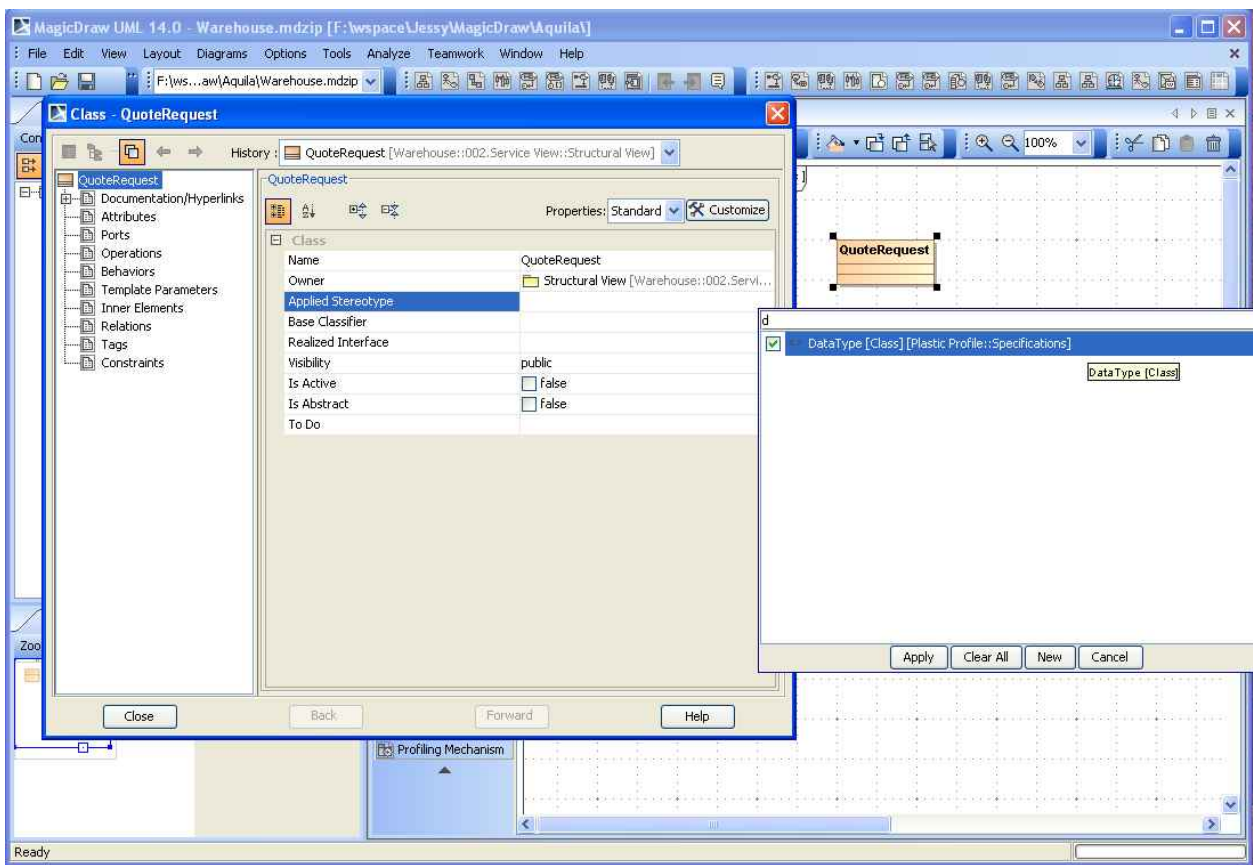 MagicDraw UML 14.0 - Warehouse.mdzip [F:\wspace\Jessy\MagicDraw\Aquila\]
File Edit View Layout Diagrams Options Tools Analyze Teamwork Window Help
F:\ws...aw\Aquila\Warehouse.mdzip
Class - QuoteRequest
Con
History : QuoteRequest [Warehouse::002.Service View::Structural View]
100%
QuoteRequest
Documentation/Hyperlinks
Attributes
Ports
Operations
Behaviors
Template Parameters
Inner Elements
Relations
Tags
Constraints
QuoteRequest
Properties: Standard Customize
Class
Name QuoteRequest
Owner Structural View [Warehouse::002.Servi...
Applied Stereotype
Base Classifier
Realized Interface
Visibility public
Is Active false
Is Abstract false
To Do
QuoteRequest
d
DataType [Class] [Plastic Profile::Specifications]
DataType [Class]
Apply Clear All New Cancel
Zoo
Close Back Forward Help
Profiling Mechanism
Ready